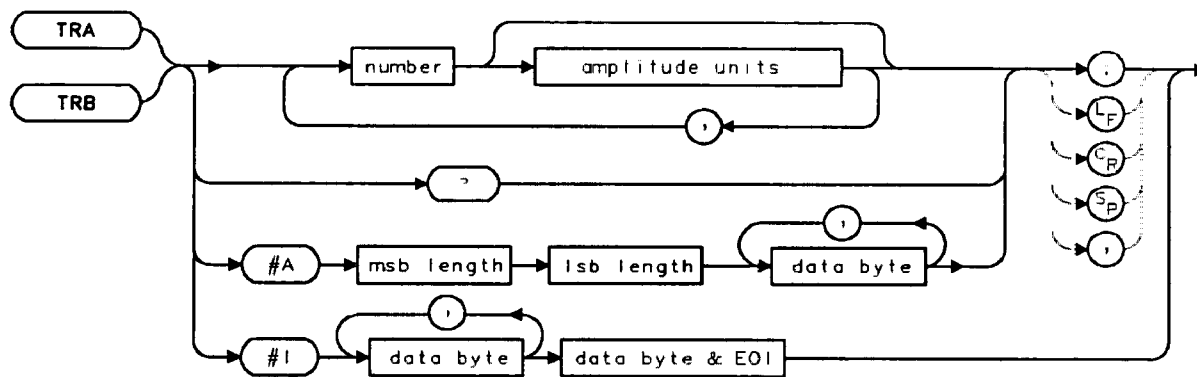 TRA
TRB
number
amplitude units
,
?
#A
msb length
lsb length
,
data byte
#I
,
data byte
data byte & EOI
;
LF
CR
SP
,